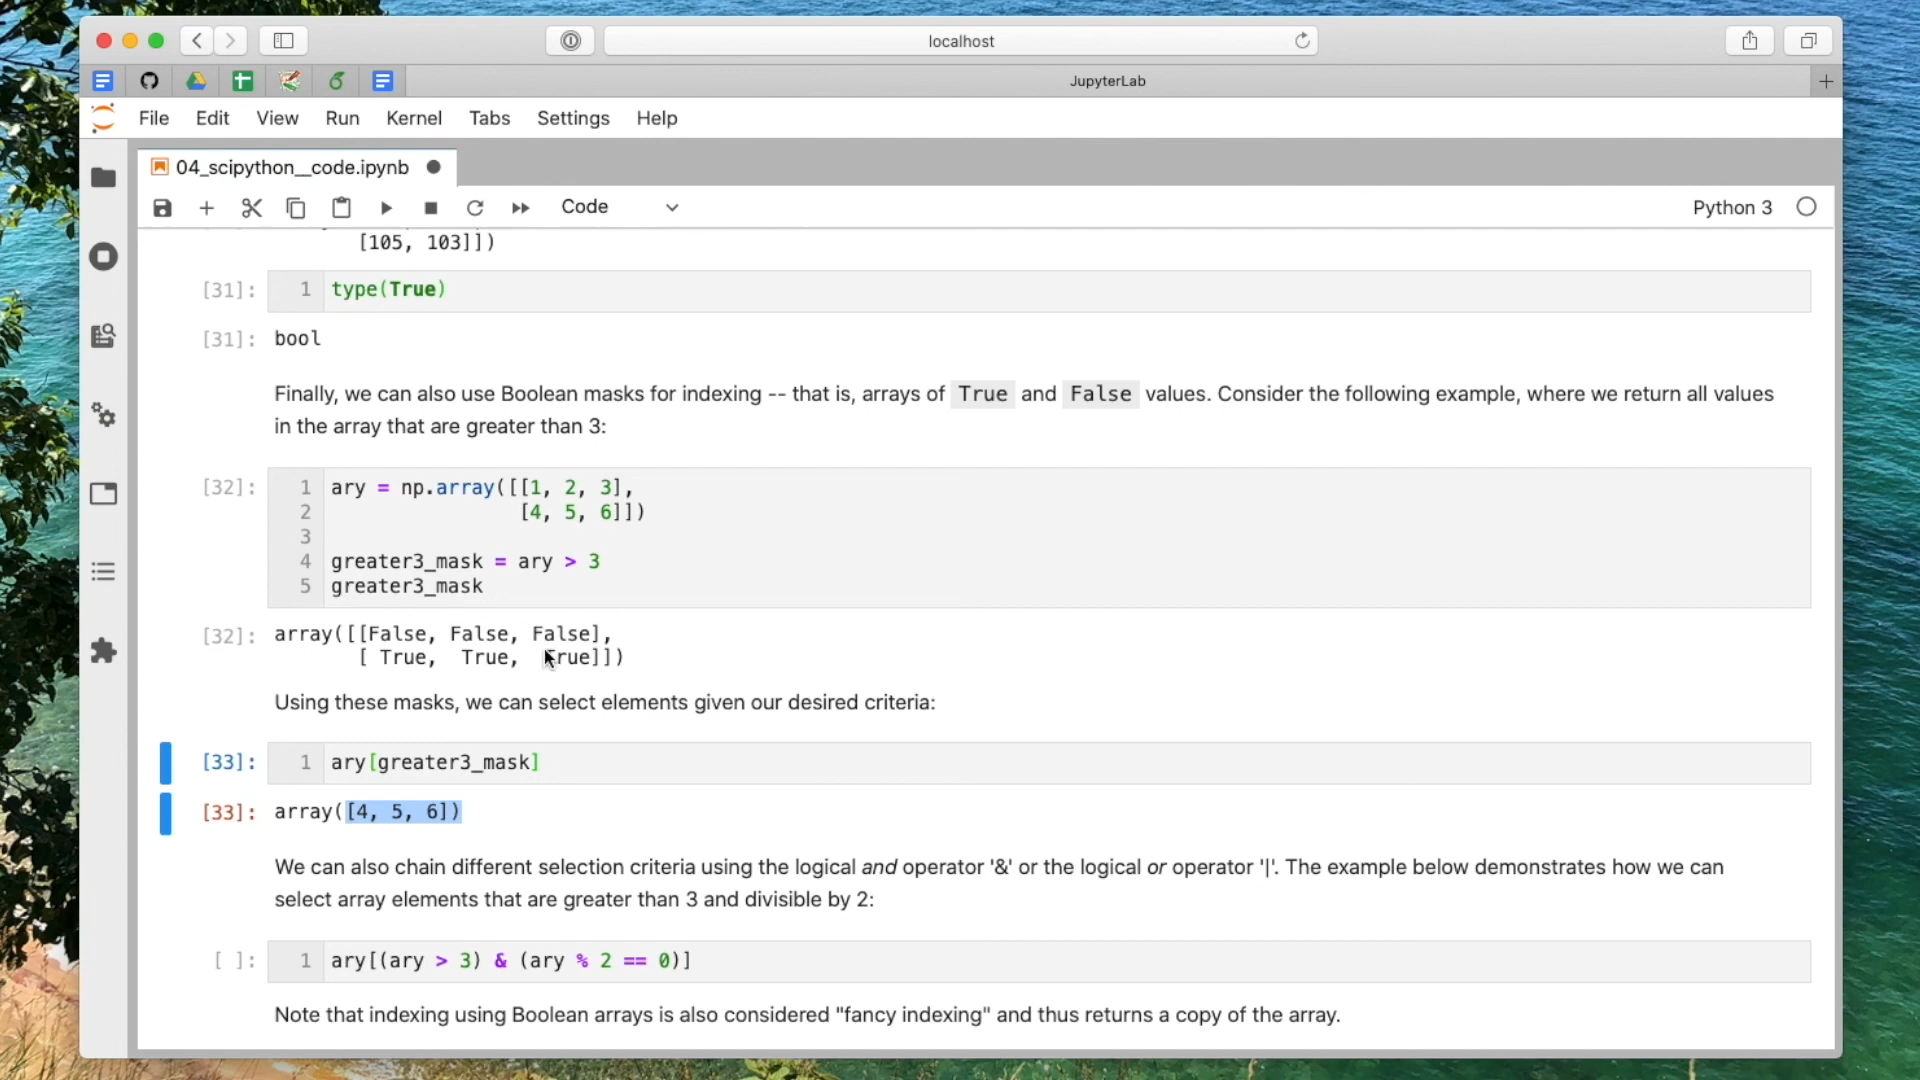 localhost
JupyterLab
File Edit View Run Kernel Tabs Settings Help
04_scipython__code.ipynb
Code
Python 3
[105, 103]])
[31]: 1 type(True)
[31]: bool
Finally, we can also use Boolean masks for indexing -- that is, arrays of True and False values. Consider the following example, where we return all values
in the array that are greater than 3:
[32]: 1 ary = np.array([[1, 2, 3],
2 [4, 5, 6]])
3
4 greater3_mask = ary > 3
5 greater3_mask
[32]: array([[False, False, False],
[ True, True, True]])
Using these masks, we can select elements given our desired criteria:
[33]: 1 ary[greater3_mask]
[33]: array([4, 5, 6])
We can also chain different selection criteria using the logical and operator '&' or the logical or operator '|'. The example below demonstrates how we can
select array elements that are greater than 3 and divisible by 2:
[ ]: 1 ary[(ary > 3) & (ary % 2 == 0)]
Note that indexing using Boolean arrays is also considered "fancy indexing" and thus returns a copy of the array.